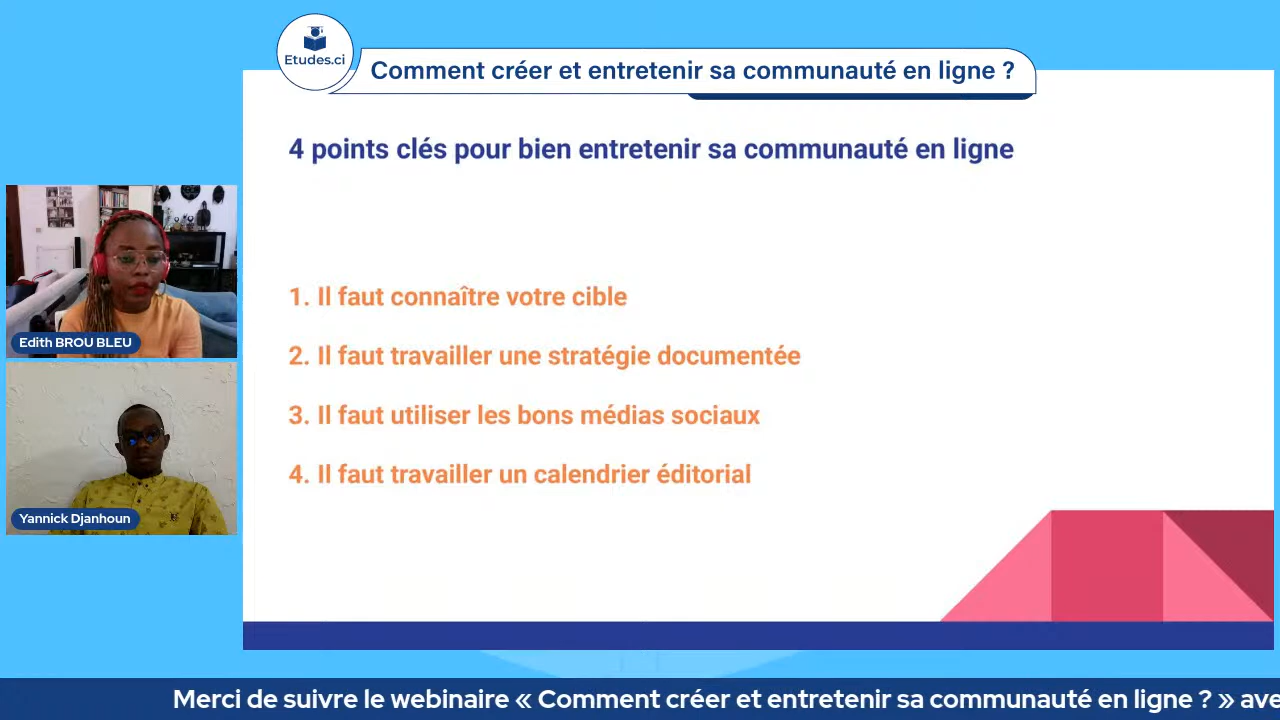 Etudes.ci
Comment créer et entretenir sa communauté en ligne ?
4 points clés pour bien entretenir sa communauté en ligne
1. Il faut connaître votre cible
2. Il faut travailler une stratégie documentée
3. Il faut utiliser les bons médias sociaux
4. Il faut travailler un calendrier éditorial
Edith BROU BLEU
Yannick Djanhoun
Merci de suivre le webinaire « Comment créer et entretenir sa communauté en ligne ? » ave